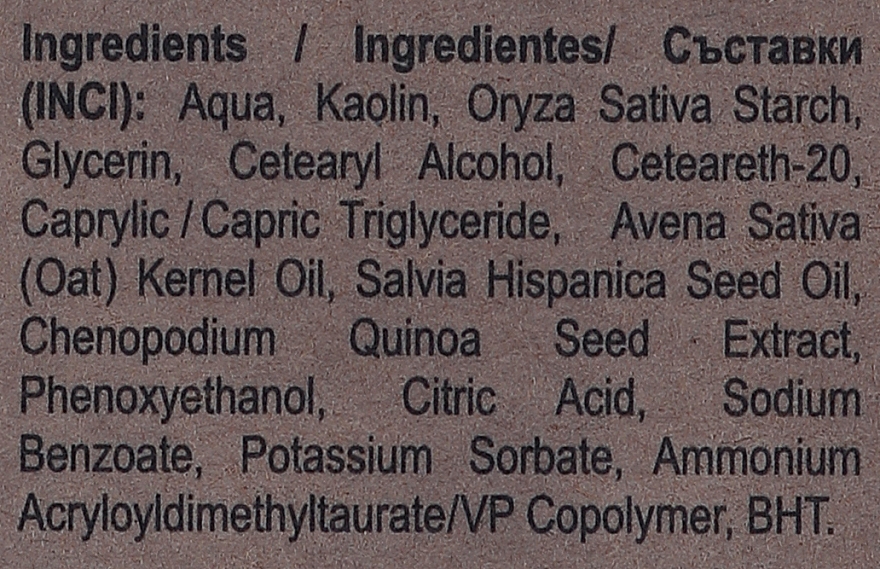 Ingredients / Ingredientes/ Съставки
(INCI): Aqua, Kaolin, Oryza Sativa Starch,
Glycerin, Cetearyl Alcohol, Ceteareth-20,
Caprylic / Capric Triglyceride, Avena Sativa
(Oat) Kernel Oil, Salvia Hispanica Seed Oil,
Chenopodium Quinoa Seed Extract,
Phenoxyethanol, Citric Acid, Sodium
Benzoate, Potassium Sorbate, Ammonium
Acryloyldimethyltaurate/VP Copolymer, BHT.